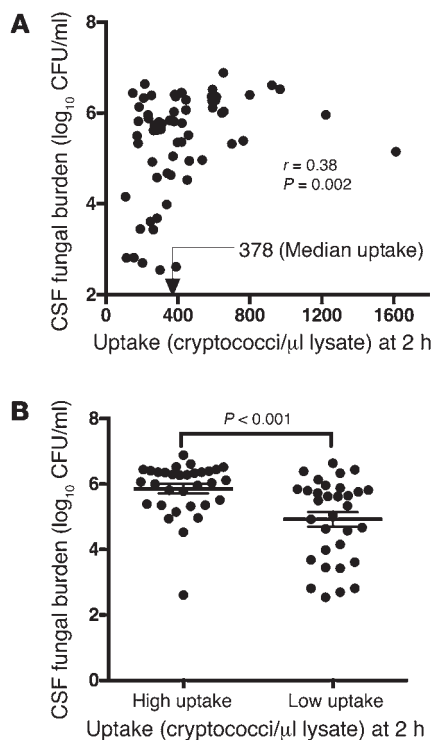 A
CSF fungal burden (log10 CFU/ml)
8
6
4
2
r = 0.38
P = 0.002
378 (Median uptake)
0 400 800 1200 1600
Uptake (cryptococci/μl lysate) at 2 h
B
CSF fungal burden (log10 CFU/ml)
P < 0.001
8
6
4
2
0
High uptake Low uptake
Uptake (cryptococci/μl lysate) at 2 h